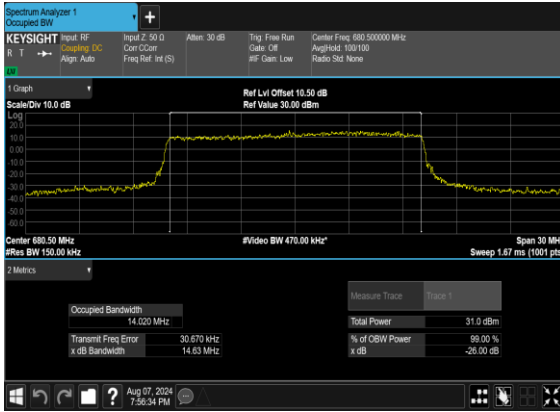 Spectrum Analyzer 1
Occupied BW
+
KEYSIGHT
R T
LV
Input: RF
Coupling: DC
Align: Auto
Input Z: 50 Ω
Corr CCorr
Freq Ref: Int (S)
Atten: 30 dB
Trig: Free Run
Gate: Off
#IF Gain: Low
Center Freq: 680.500000 MHz
Avg|Hold: 100/100
Radio Std: None
1 Graph
Scale/Div 10.0 dB
Ref Lvl Offset 10.50 dB
Ref Value 30.00 dBm
Log
20.0
10.0
0.00
-10.0
-20.0
-30.0
-40.0
-50.0
-60.0
Center 680.50 MHz
#Res BW 150.00 kHz
#Video BW 470.00 kHz*
Span 30 MH
Sweep 1.67 ms (1001 pts
2 Metrics
Measure Trace Trace 1
Occupied Bandwidth
14.020 MHz
Total Power 31.0 dBm
Transmit Freq Error 30.670 kHz
% of OBW Power 99.00 %
x dB Bandwidth 14.63 MHz
x dB -26.00 dB
?
Aug 07, 2024
7:56:34 PM